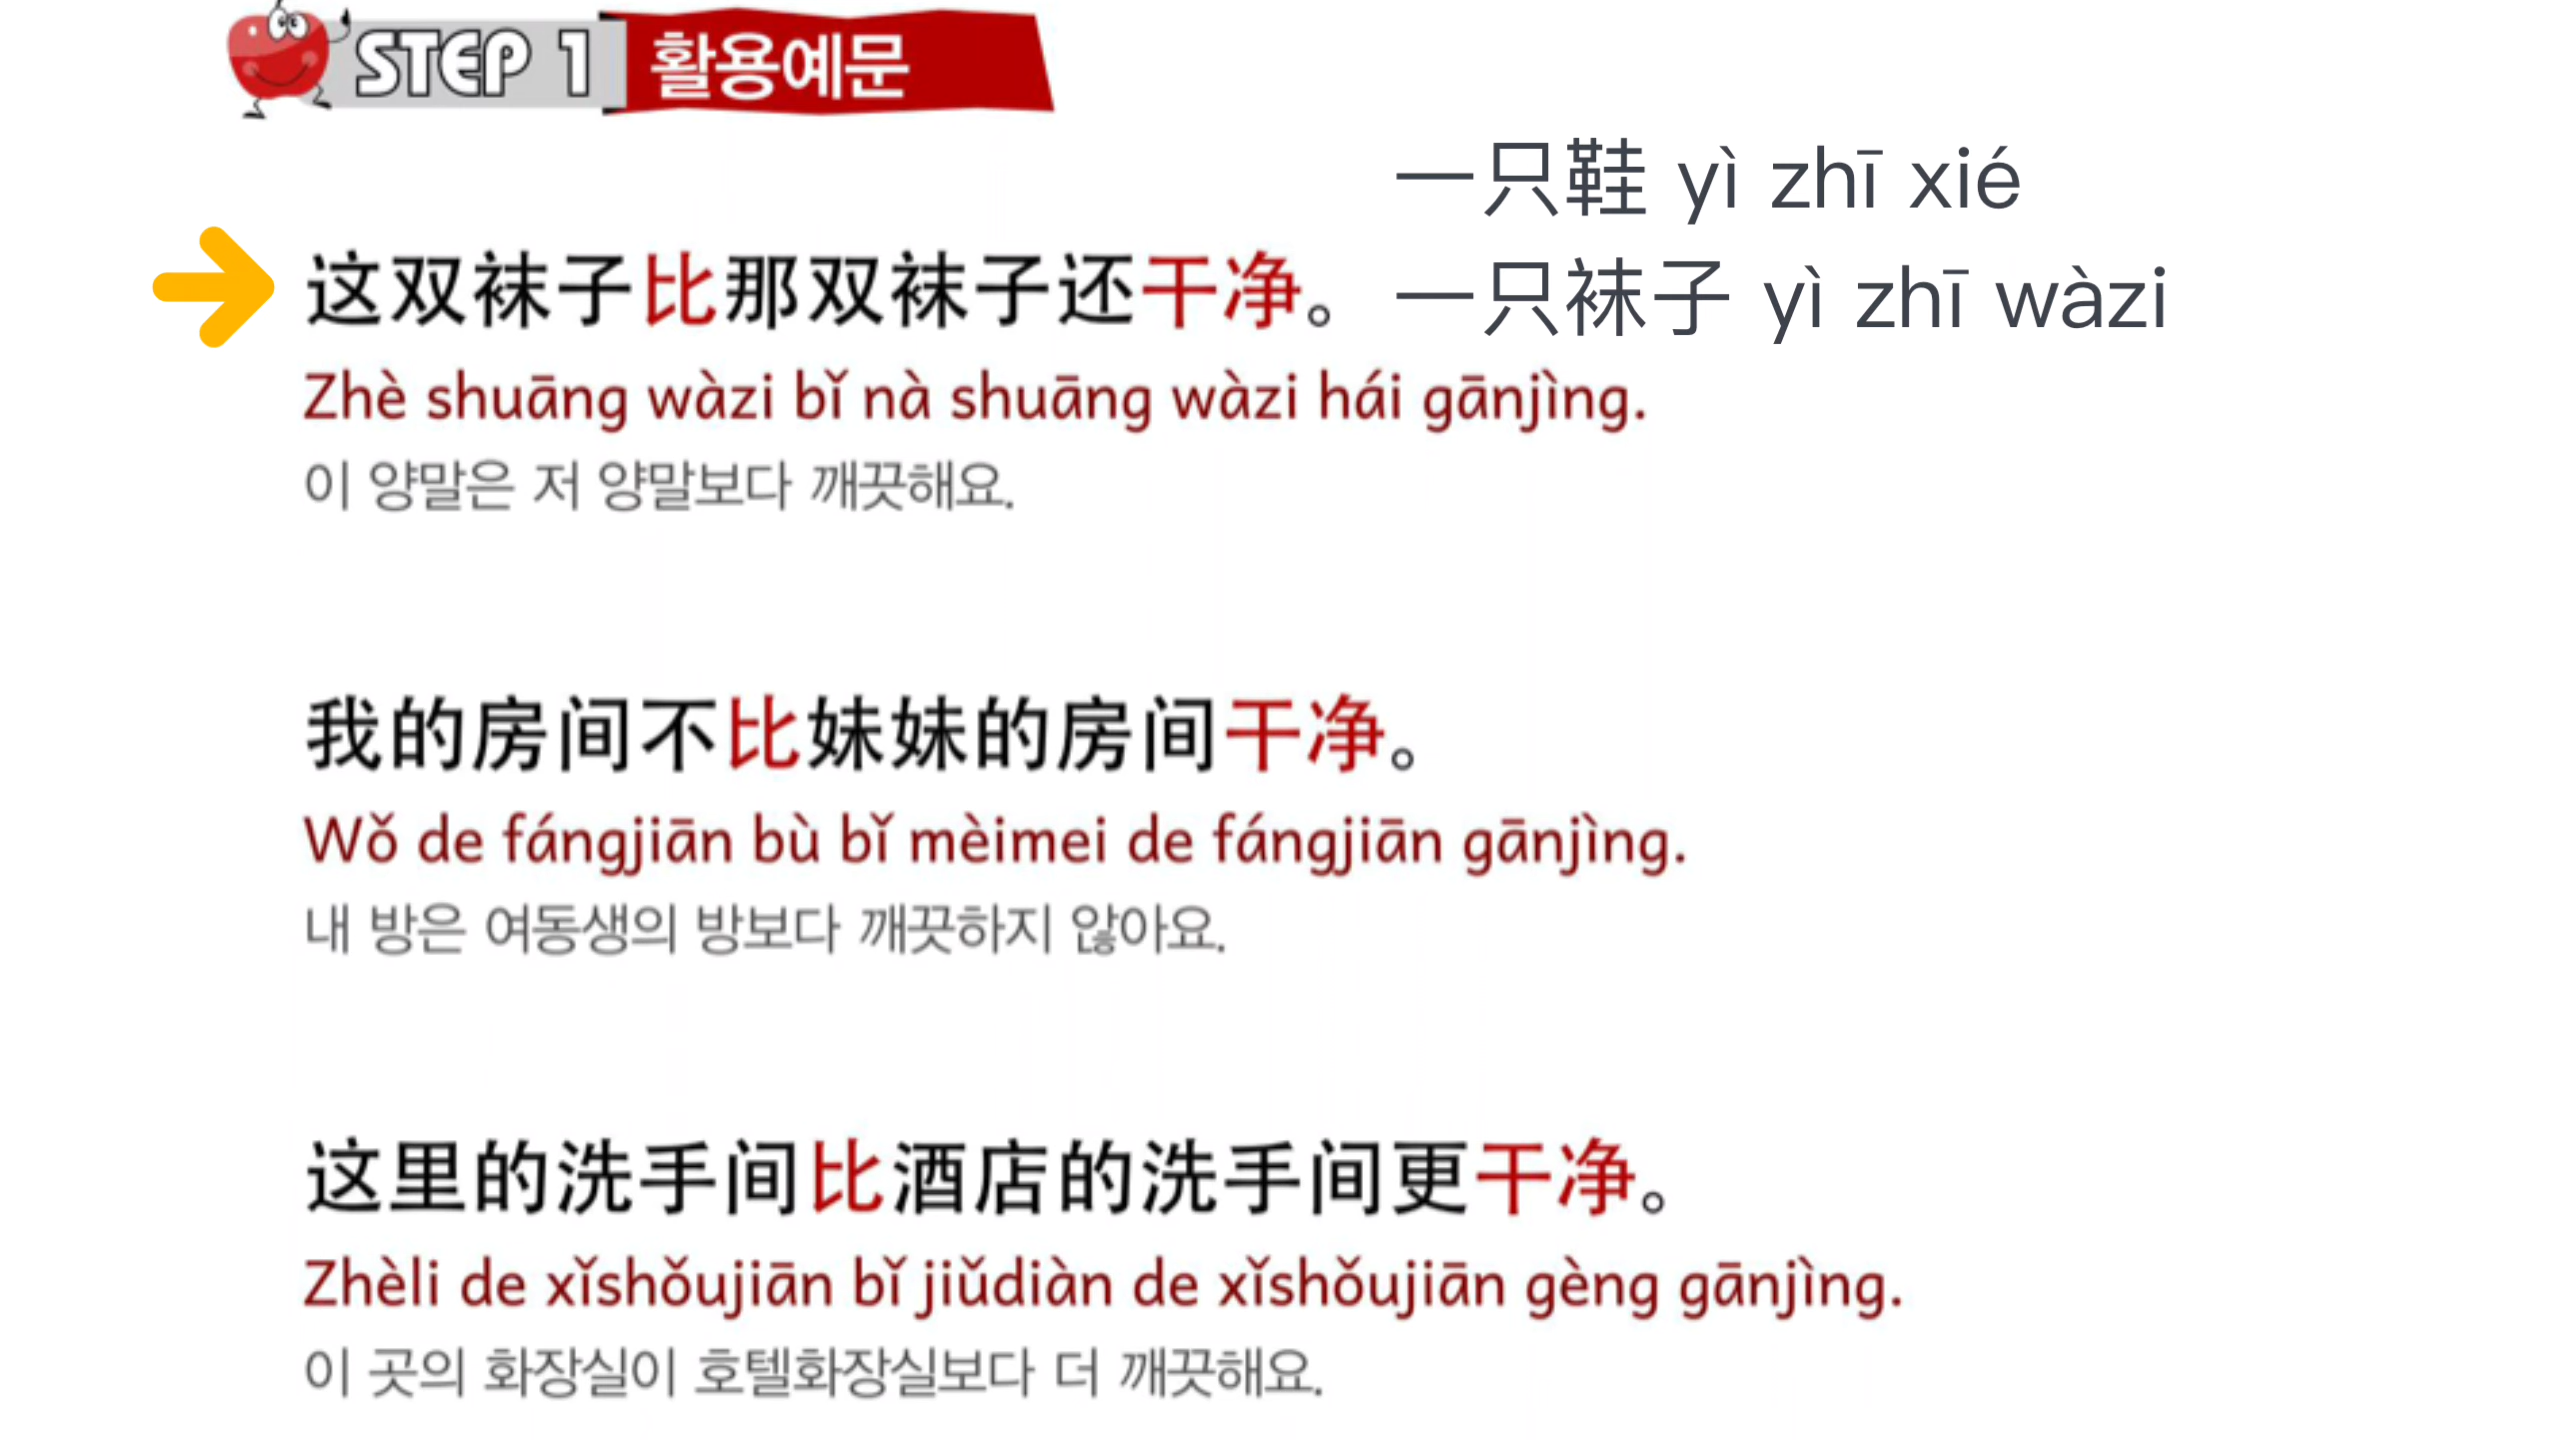 STEP 1 활용예문
一只鞋 yì zhī xié
这双袜子比那双袜子还干净。
一只袜子 yì zhī wàzi
Zhè shuāng wàzi bǐ nà shuāng wàzi hái gānjìng.
이 양말은 저 양말보다 깨끗해요.
我的房间不比妹妹的房间干净。
Wǒ de fángjiān bù bǐ mèimei de fángjiān gānjìng.
내 방은 여동생의 방보다 깨끗하지 않아요.
这里的洗手间比酒店的洗手间更干净。
Zhèli de xǐshǒujiān bǐ jiǔdiàn de xǐshǒujiān gèng gānjìng.
이 곳의 화장실이 호텔화장실보다 더 깨끗해요.